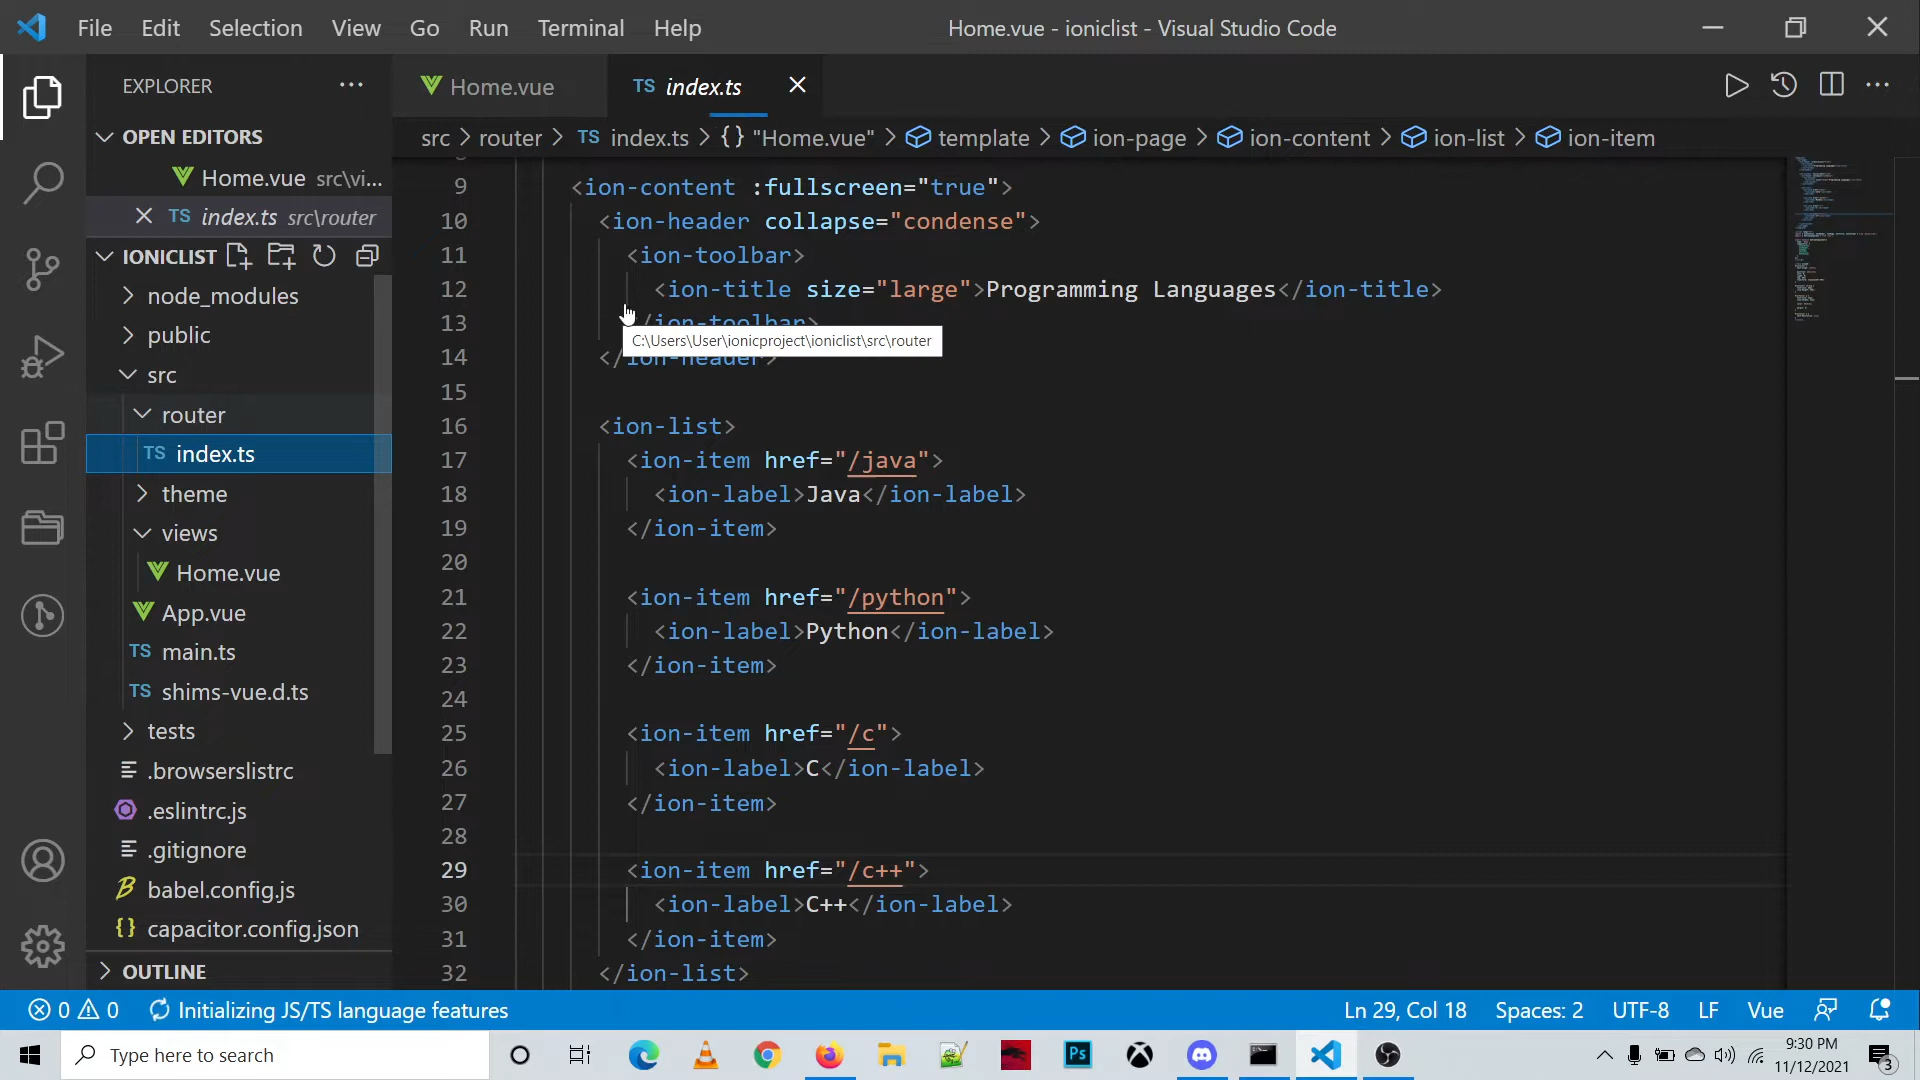 File Edit Selection View Go Run Terminal Help
Home.vue - ioniclist - Visual Studio Code
EXPLORER
Home.vue
TS index.ts
OPEN EDITORS
Home.vue src\vi...
TS index.ts src\router
IONICLIST
node_modules
public
src
router
TS index.ts
theme
views
Home.vue
App.vue
TS main.ts
TS shims-vue.d.ts
tests
.browserslistrc
.eslintrc.js
.gitignore
babel.config.js
{} capacitor.config.json
OUTLINE
src > router > TS index.ts > {} "Home.vue" > template > ion-page > ion-content > ion-list > ion-item
9 <ion-content :fullscreen="true">
10 <ion-header collapse="condense">
11 <ion-toolbar>
12 <ion-title size="large">Programming Languages</ion-title>
13 </ion-toolbar>
C:\Users\User\ionicproject\ioniclist\src\router
14 </ion-header>
15
16 <ion-list>
17 <ion-item href="/java">
18 <ion-label>Java</ion-label>
19 </ion-item>
20
21 <ion-item href="/python">
22 <ion-label>Python</ion-label>
23 </ion-item>
24
25 <ion-item href="/c">
26 <ion-label>C</ion-label>
27 </ion-item>
28
29 <ion-item href="/c++">
30 <ion-label>C++</ion-label>
31 </ion-item>
32 </ion-list>
0 0 Initializing JS/TS language features
Ln 29, Col 18 Spaces: 2 UTF-8 LF Vue
Type here to search
Ps
9:30 PM
11/12/2021
3